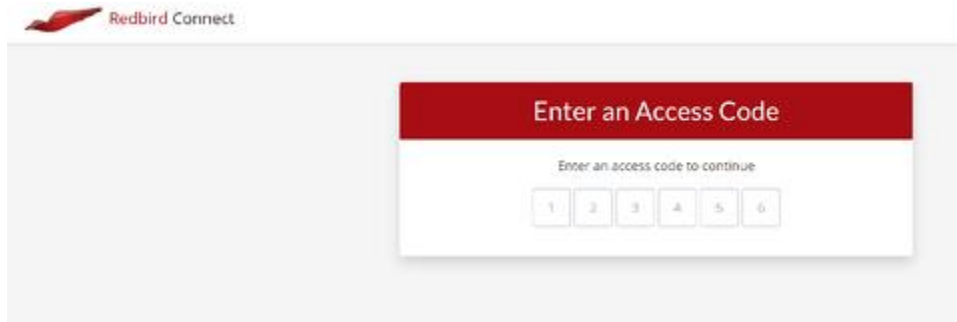 Redbird Connect
Enter an Access Code
Enter an access code to continue
1 2 3 4 5 6